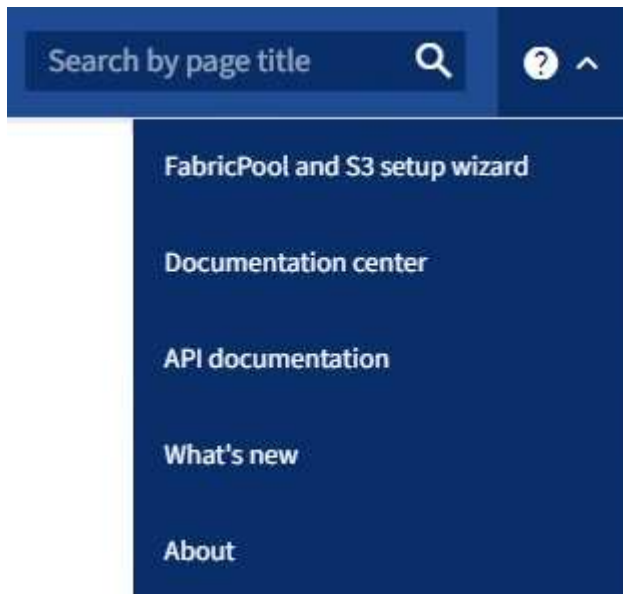 Search by page title
FabricPool and S3 setup wizard
Documentation center
API documentation
What's new
About